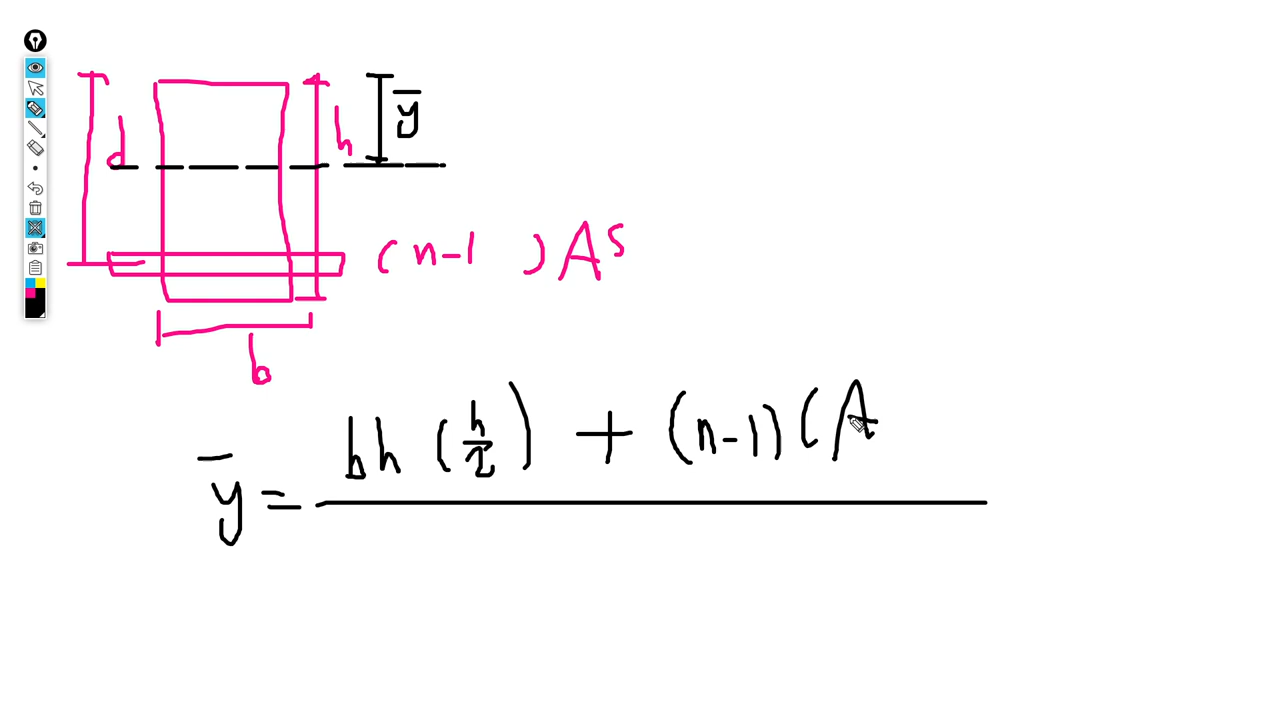 d
h
y̅
(n-1 ) As
b
y̅ = bh (h/2) + (n-1) (A